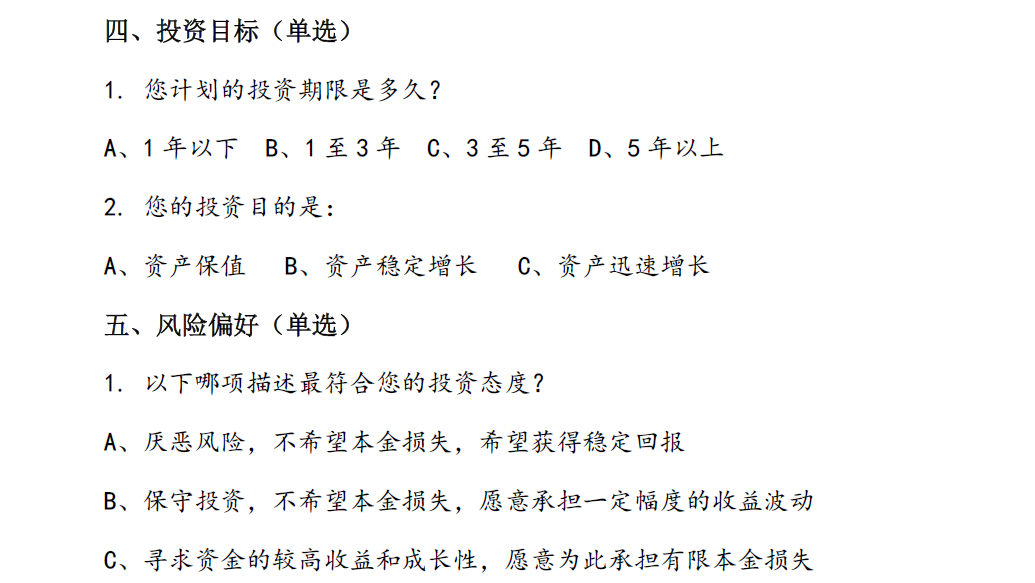 四、投资目标（单选）
1. 您计划的投资期限是多久？
A、1 年以下 B、1 至 3 年 C、3 至 5 年 D、5 年以上
2. 您的投资目的是：
A、资产保值 B、资产稳定增长 C、资产迅速增长
五、风险偏好（单选）
1. 以下哪项描述最符合您的投资态度？
A、厌恶风险，不希望本金损失，希望获得稳定回报
B、保守投资，不希望本金损失，愿意承担一定幅度的收益波动
C、寻求资金的较高收益和成长性，愿意为此承担有限本金损失